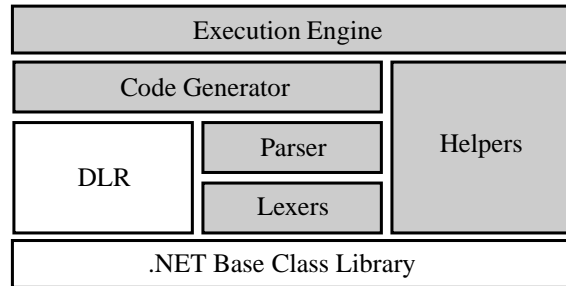 Execution Engine
Code Generator
Parser
Helpers
DLR
Lexers
.NET Base Class Library